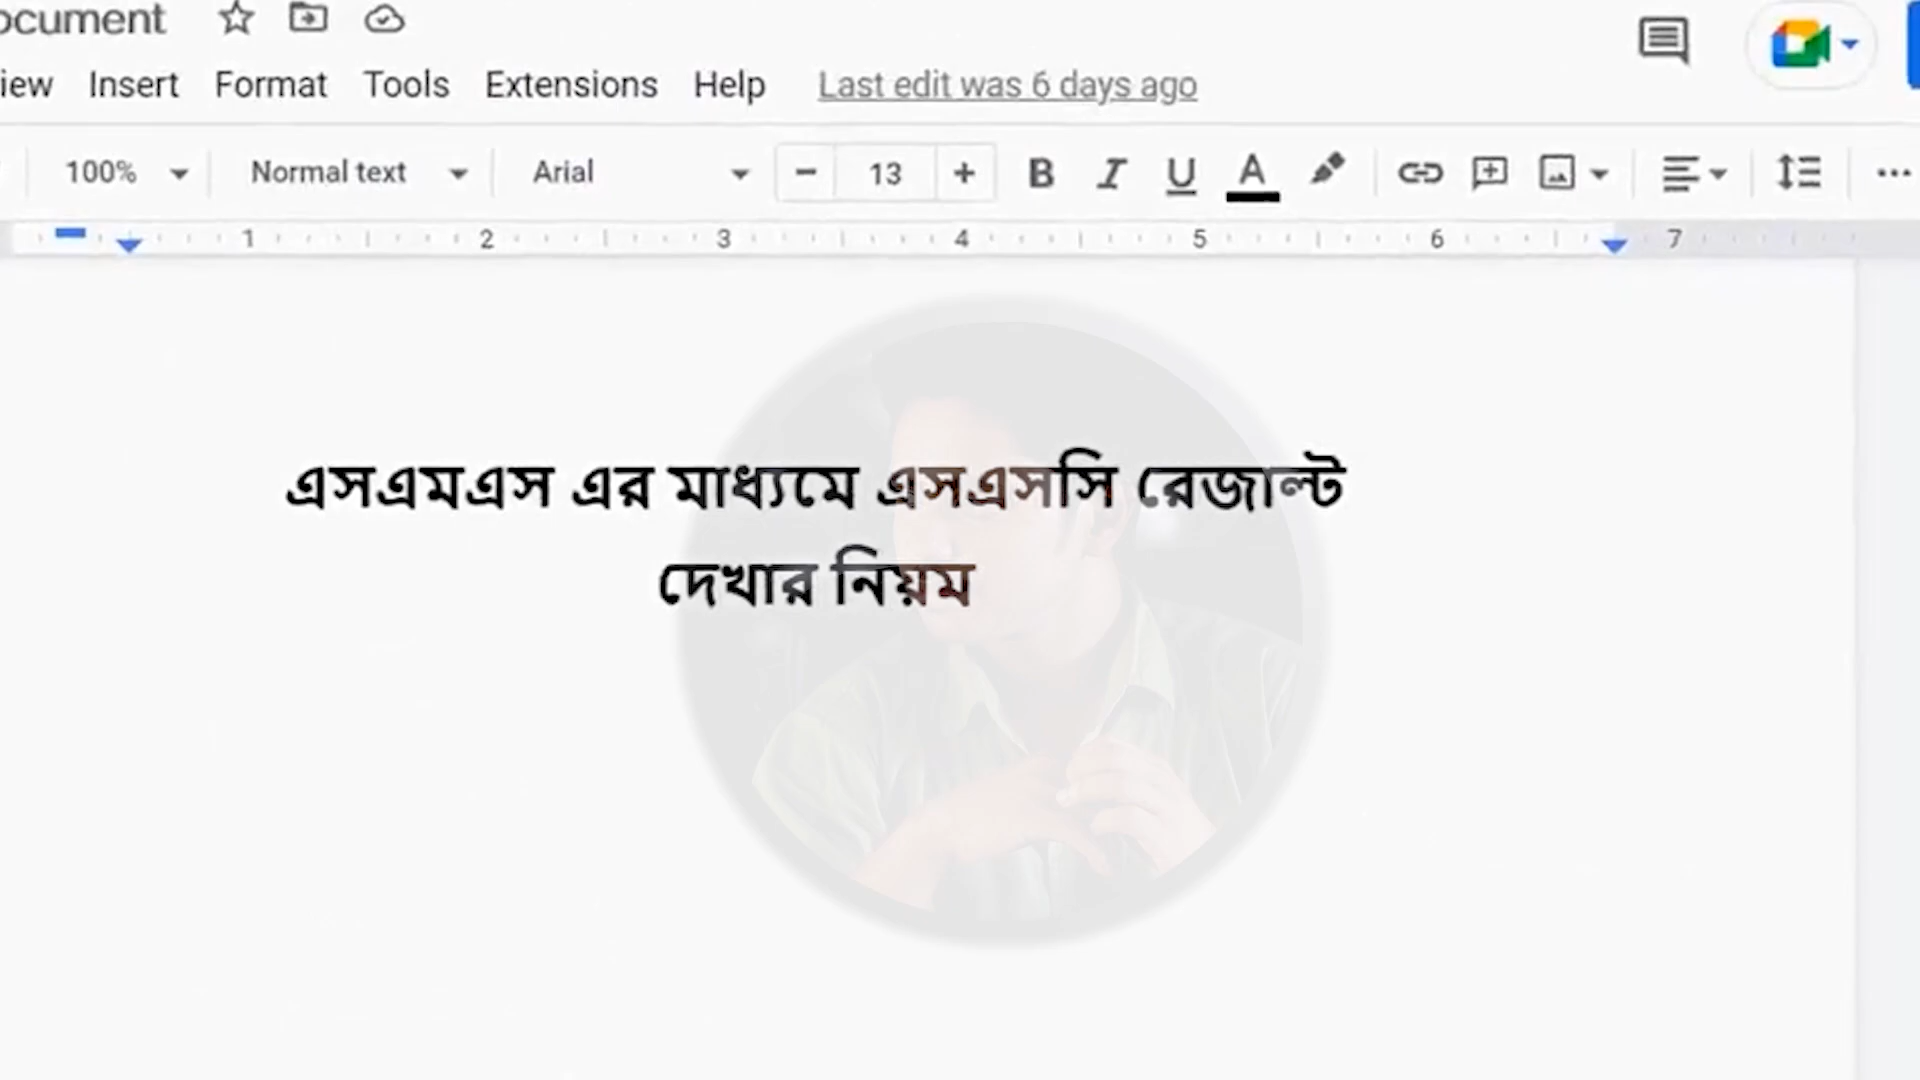 ocument
iew Insert Format Tools Extensions Help Last edit was 6 days ago
100% Normal text Arial − 13 + B I U A
1 2 3 4 5 6 7
এসএমএস এর মাধ্যমে এসএসসি রেজাল্ট
দেখার নিয়ম